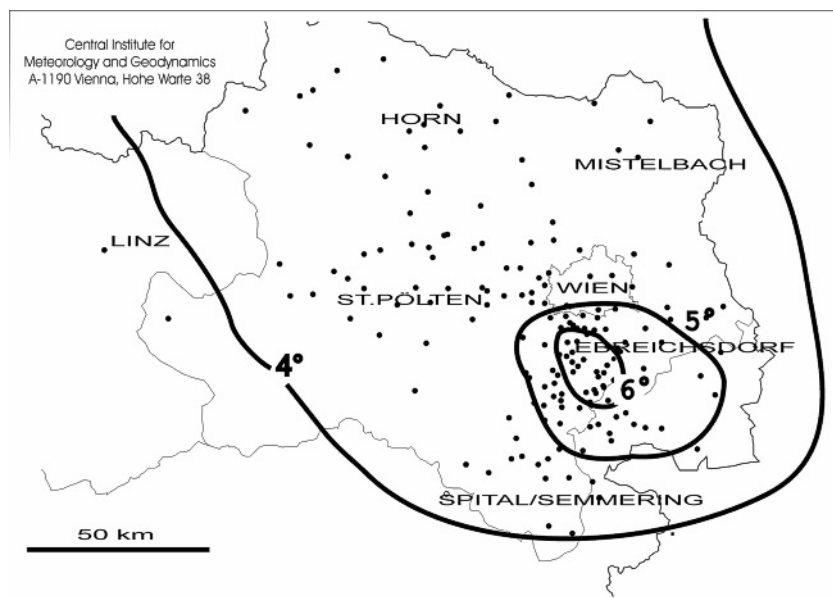 Central Institute for
Meteorology and Geodynamics
A-1190 Vienna, Hohe Warte 38
HORN
MISTELBACH
LINZ
WIEN
ST.PÖLTEN
5°
EBREICHSDORF
4°
6°
SPITAL/SEMMERING
50 km